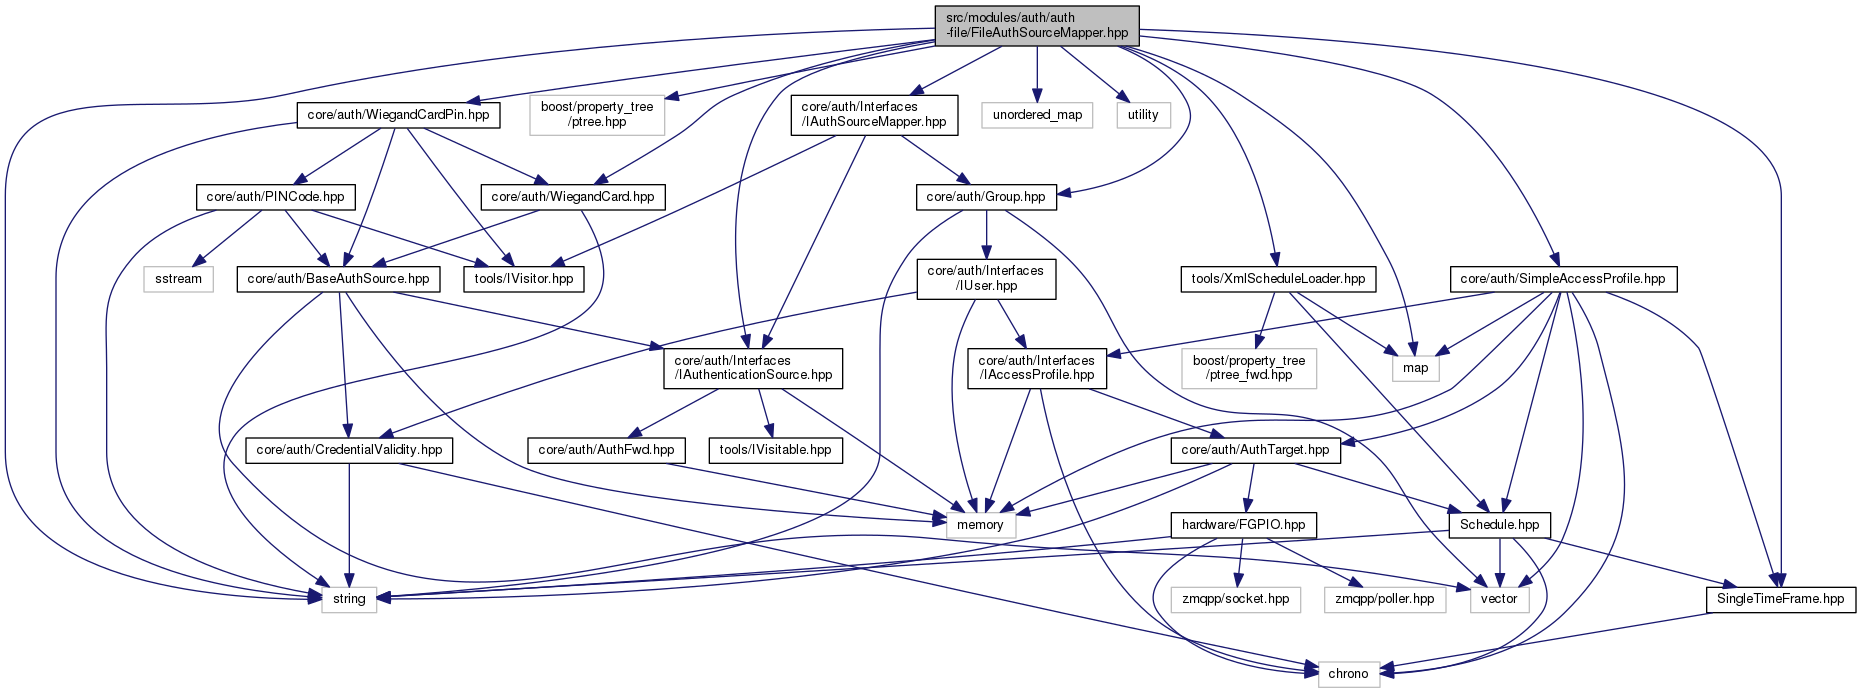 src/modules/auth/auth
-file/FileAuthSourceMapper.hpp
core/auth/WiegandCardPin.hpp
boost/property_tree
/ptree.hpp
core/auth/Interfaces
/IAuthSourceMapper.hpp
unordered_map
utility
core/auth/PINCode.hpp
core/auth/WiegandCard.hpp
core/auth/Group.hpp
sstream
core/auth/BaseAuthSource.hpp
tools/IVisitor.hpp
core/auth/Interfaces
/IUser.hpp
tools/XmlScheduleLoader.hpp
core/auth/SimpleAccessProfile.hpp
core/auth/Interfaces
/IAuthenticationSource.hpp
core/auth/Interfaces
/IAccessProfile.hpp
boost/property_tree
/ptree_fwd.hpp
map
core/auth/CredentialValidity.hpp
core/auth/AuthFwd.hpp
tools/IVisitable.hpp
core/auth/AuthTarget.hpp
memory
hardware/FGPIO.hpp
Schedule.hpp
string
zmqpp/socket.hpp
zmqpp/poller.hpp
vector
SingleTimeFrame.hpp
chrono